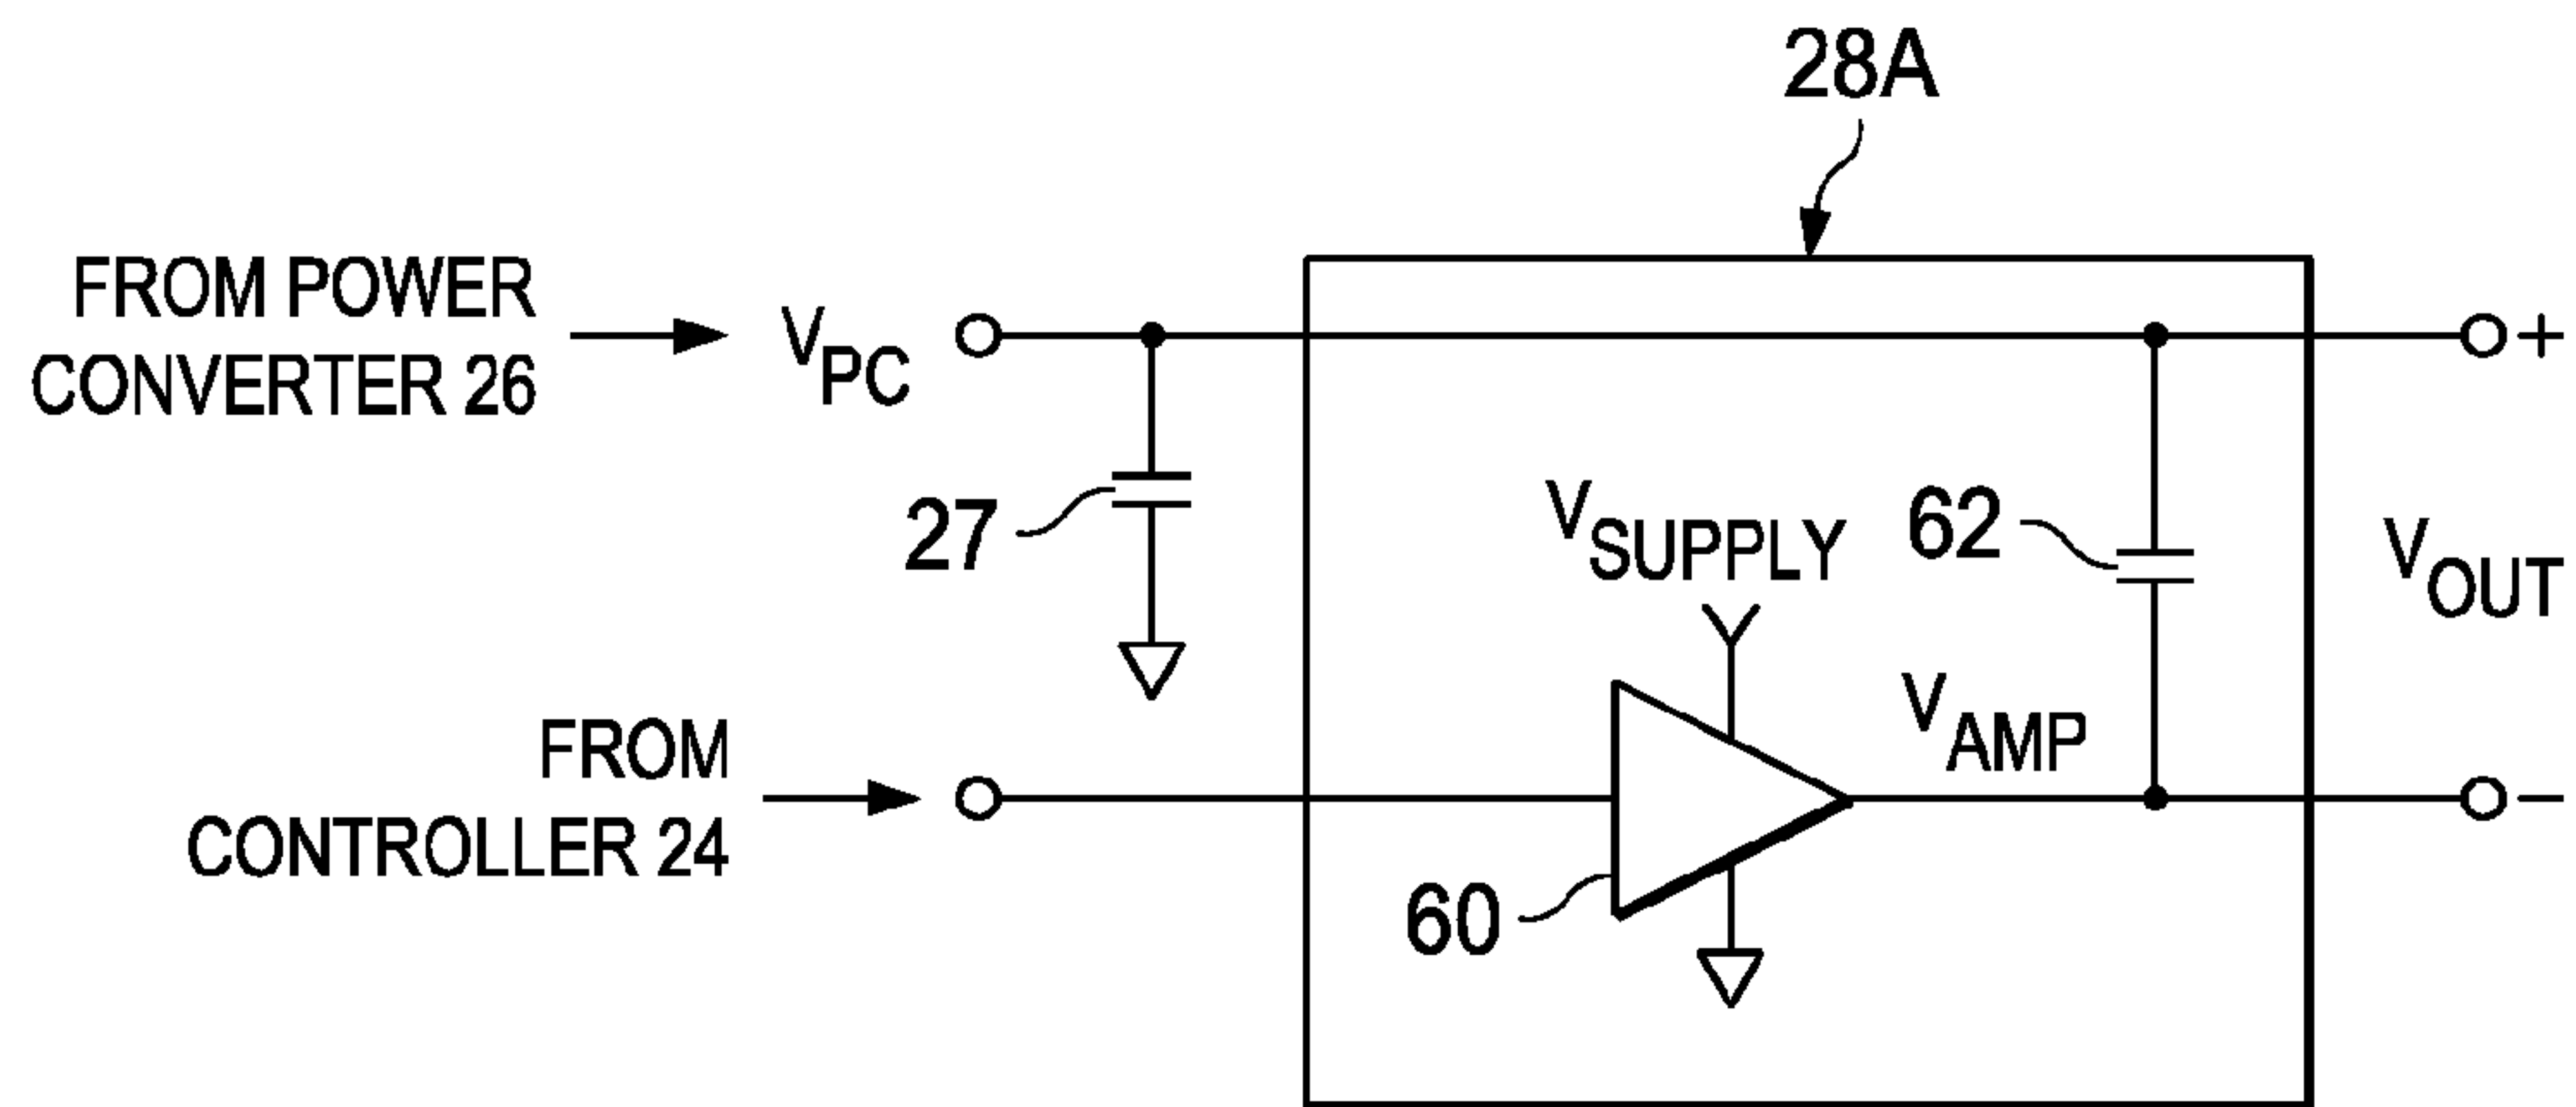 28A
FROM POWER
CONVERTER 26
VPC
27
VSUPPLY
62
VOUT
+
VAMP
FROM
CONTROLLER 24
60
−